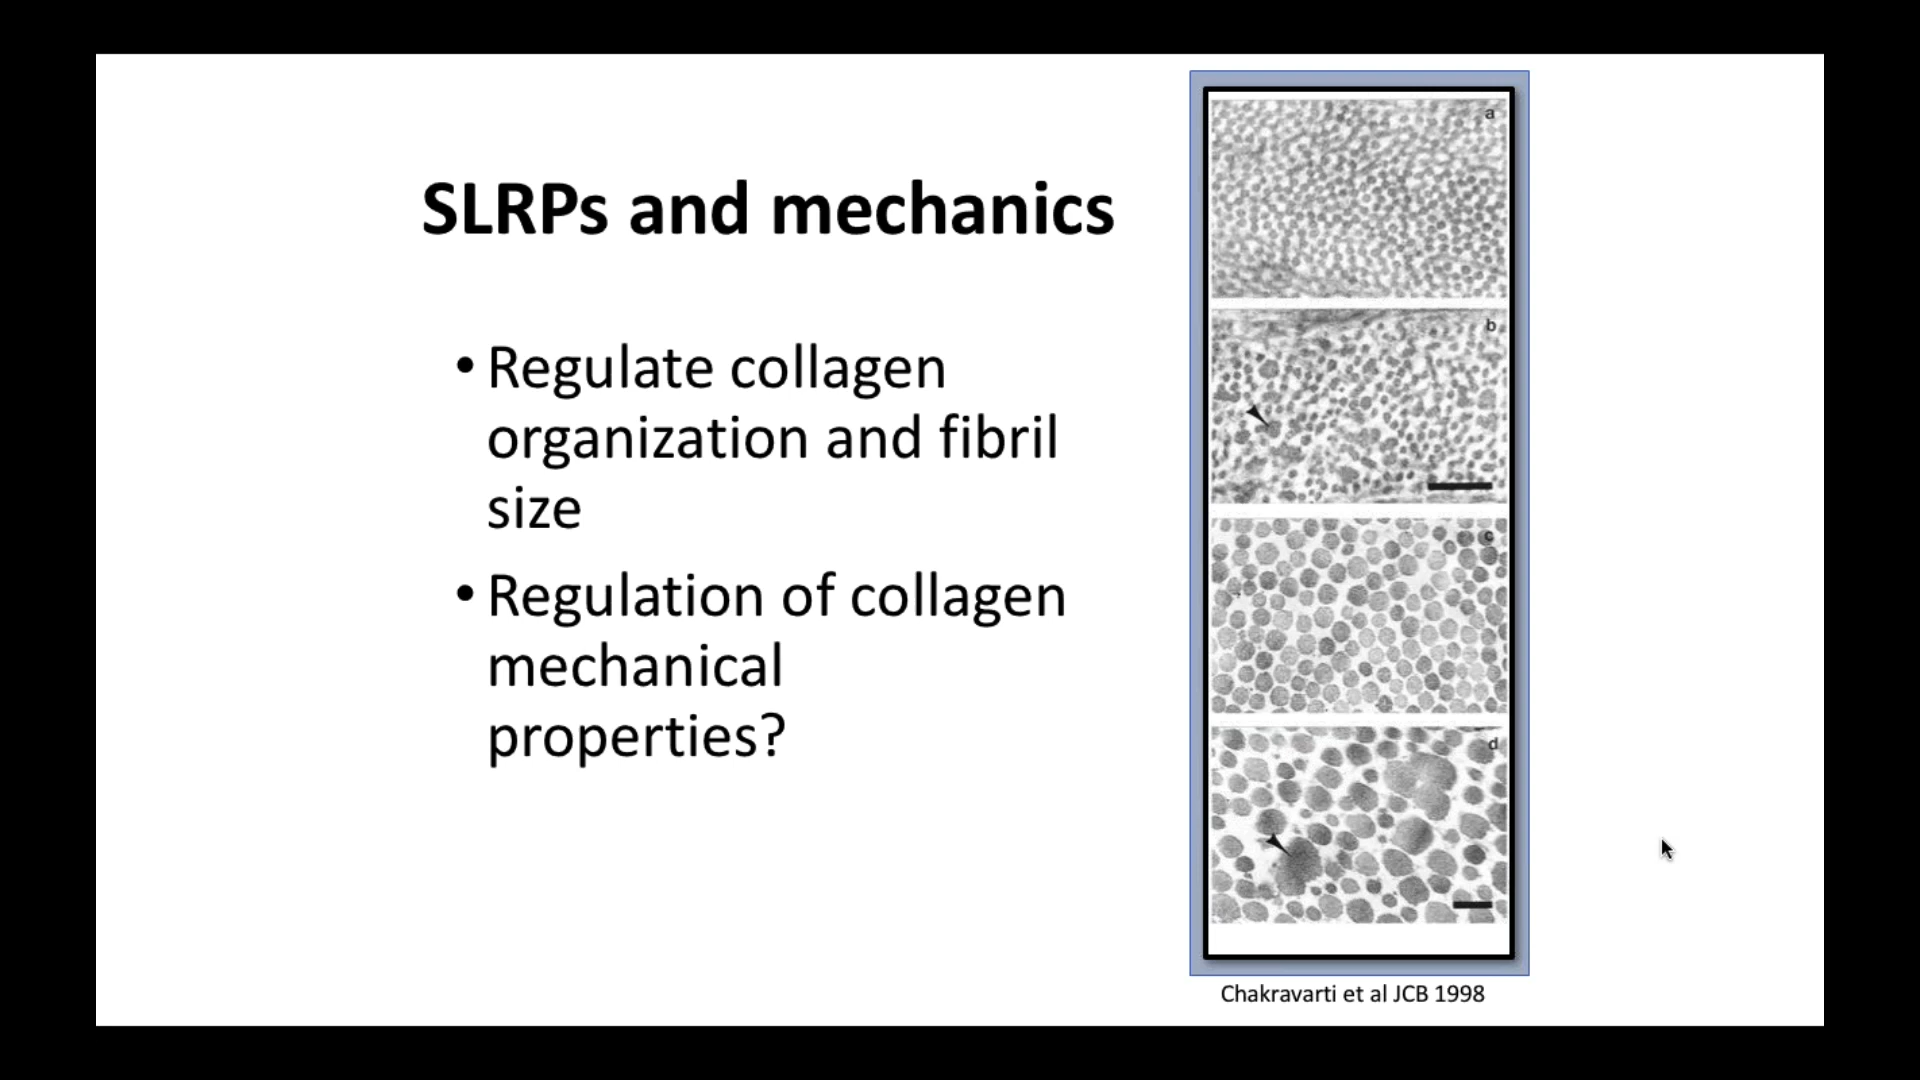 SLRPs and mechanics
• Regulate collagen
organization and fibril
size
• Regulation of collagen
mechanical
properties?
a
b
c
d
Chakravarti et al JCB 1998